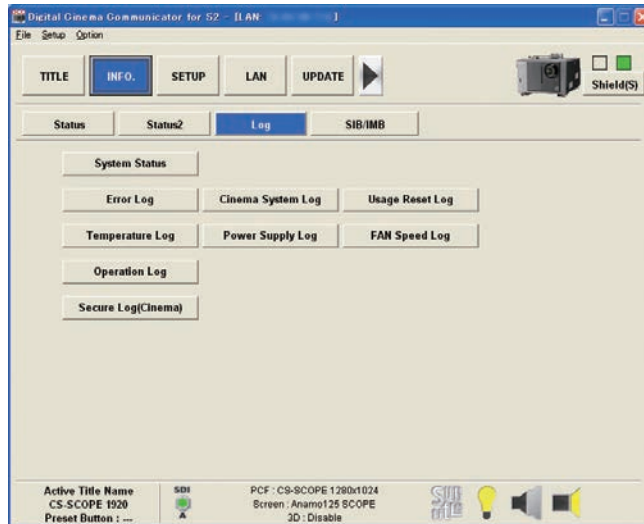 Digital Cinema Communicator for S2 - [LAN: ]
File Setup Option
TITLE INFO. SETUP LAN UPDATE
Shield(S)
Status Status2 Log SIB/IMB
System Status
Error Log Cinema System Log Usage Reset Log
Temperature Log Power Supply Log FAN Speed Log
Operation Log
Secure Log(Cinema)
Active Title Name
CS-SCOPE 1920
Preset Button : ---
SDI
A
PCF : CS-SCOPE 1280x1024
Screen : Anamo125 SCOPE
3D : Disable